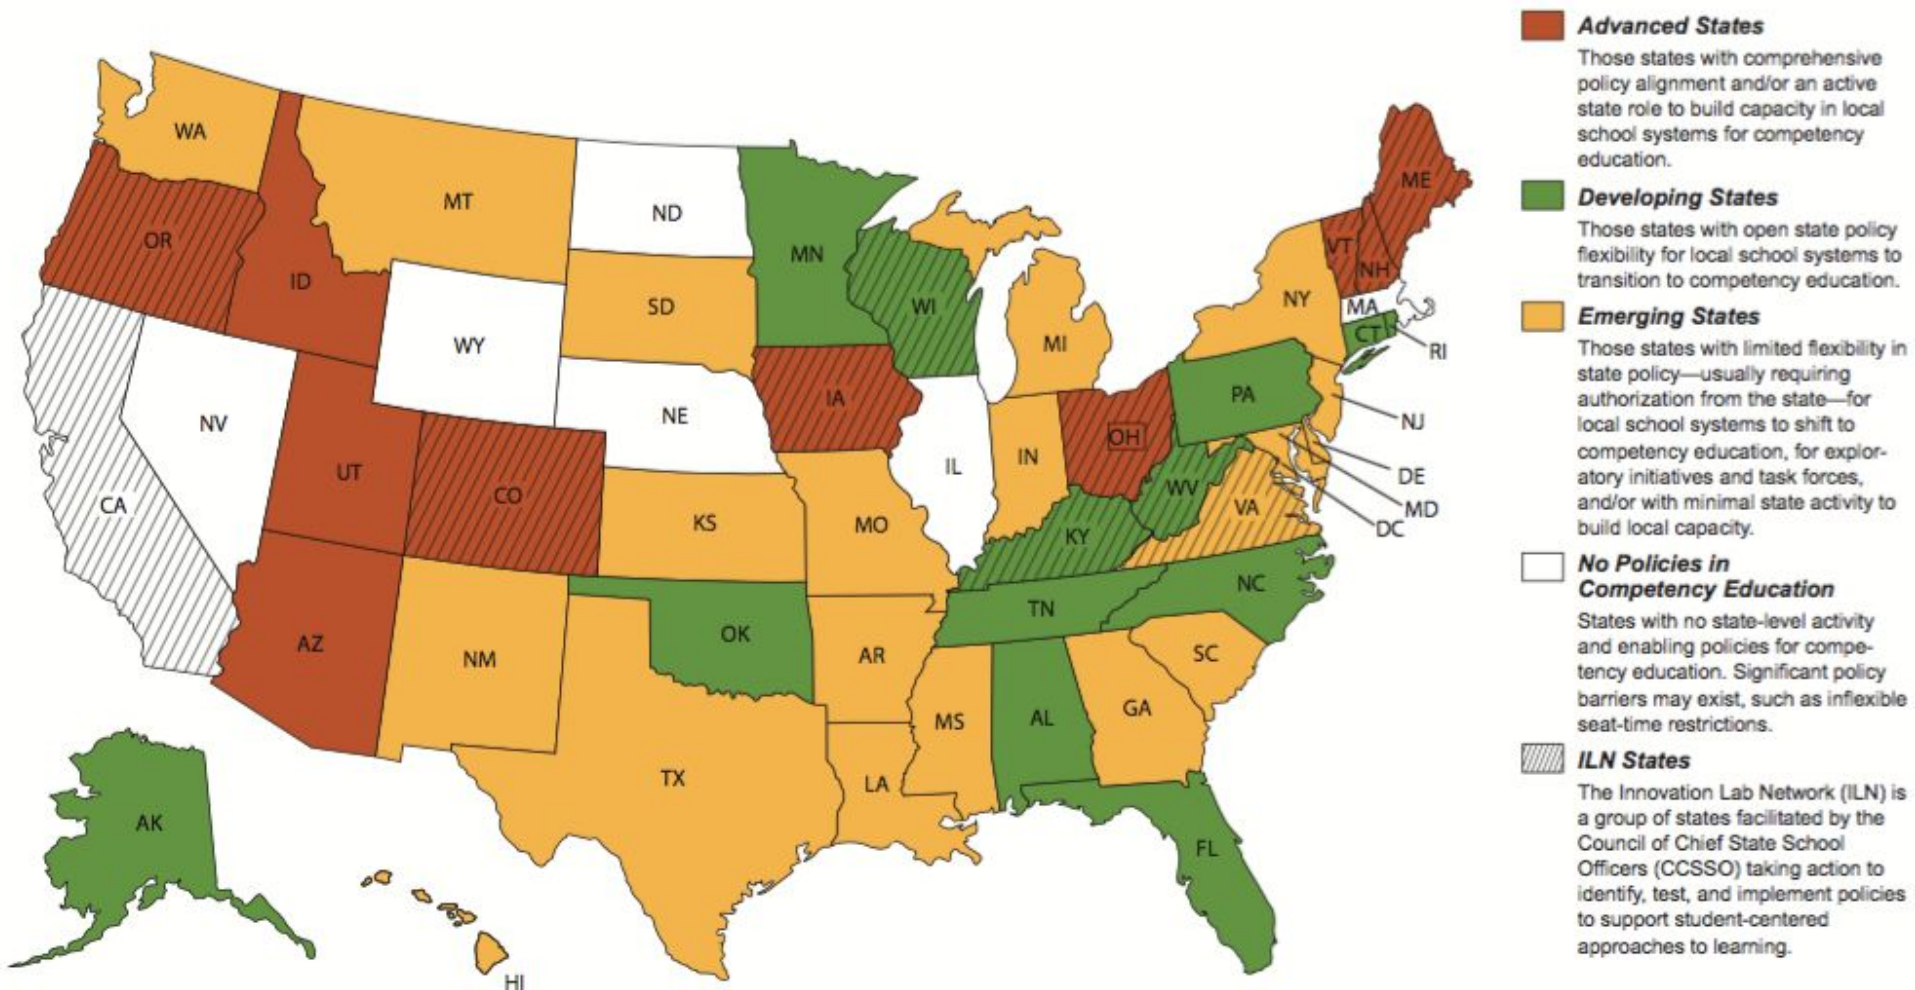 WA
OR
ID
MT
ND
MN
WI
SD
WY
NV
CA
UT
CO
NE
IA
IL
MI
IN
OH
KS
MO
KY
WV
VA
PA
NY
VT
NH
ME
MA
CT
RI
NJ
DE
MD
DC
AZ
NM
OK
AR
TN
NC
SC
TX
LA
MS
AL
GA
FL
AK
HI
Advanced States
Those states with comprehensive
policy alignment and/or an active
state role to build capacity in local
school systems for competency
education.
Developing States
Those states with open state policy
flexibility for local school systems to
transition to competency education.
Emerging States
Those states with limited flexibility in
state policy—usually requiring
authorization from the state—for
local school systems to shift to
competency education, for explor-
atory initiatives and task forces,
and/or with minimal state activity to
build local capacity.
No Policies in
Competency Education
States with no state-level activity
and enabling policies for compe-
tency education. Significant policy
barriers may exist, such as inflexible
seat-time restrictions.
ILN States
The Innovation Lab Network (ILN) is
a group of states facilitated by the
Council of Chief State School
Officers (CCSSO) taking action to
identify, test, and implement policies
to support student-centered
approaches to learning.